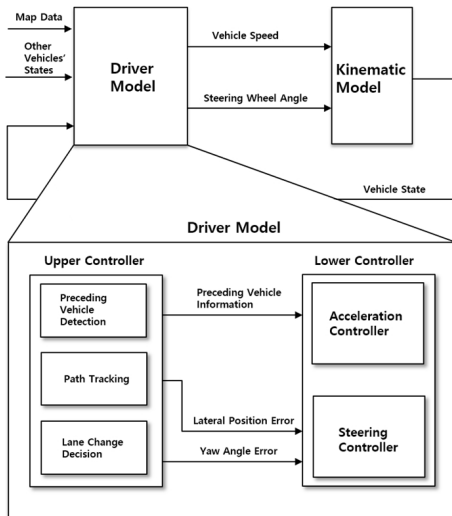 Map Data
Other
Vehicles'
States
Driver
Model
Vehicle Speed
Steering Wheel Angle
Kinematic
Model
Vehicle State
Driver Model
Upper Controller
Lower Controller
Preceding
Vehicle
Detection
Path Tracking
Lane Change
Decision
Preceding Vehicle
Information
Lateral Position Error
Yaw Angle Error
Acceleration
Controller
Steering
Controller